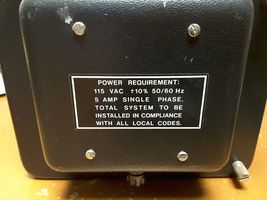 POWER REQUIREMENT:
115 VAC ±10% 50/60 Hz
5 AMP SINGLE PHASE.
TOTAL SYSTEM TO BE
INSTALLED IN COMPLIANCE
WITH ALL LOCAL CODES.